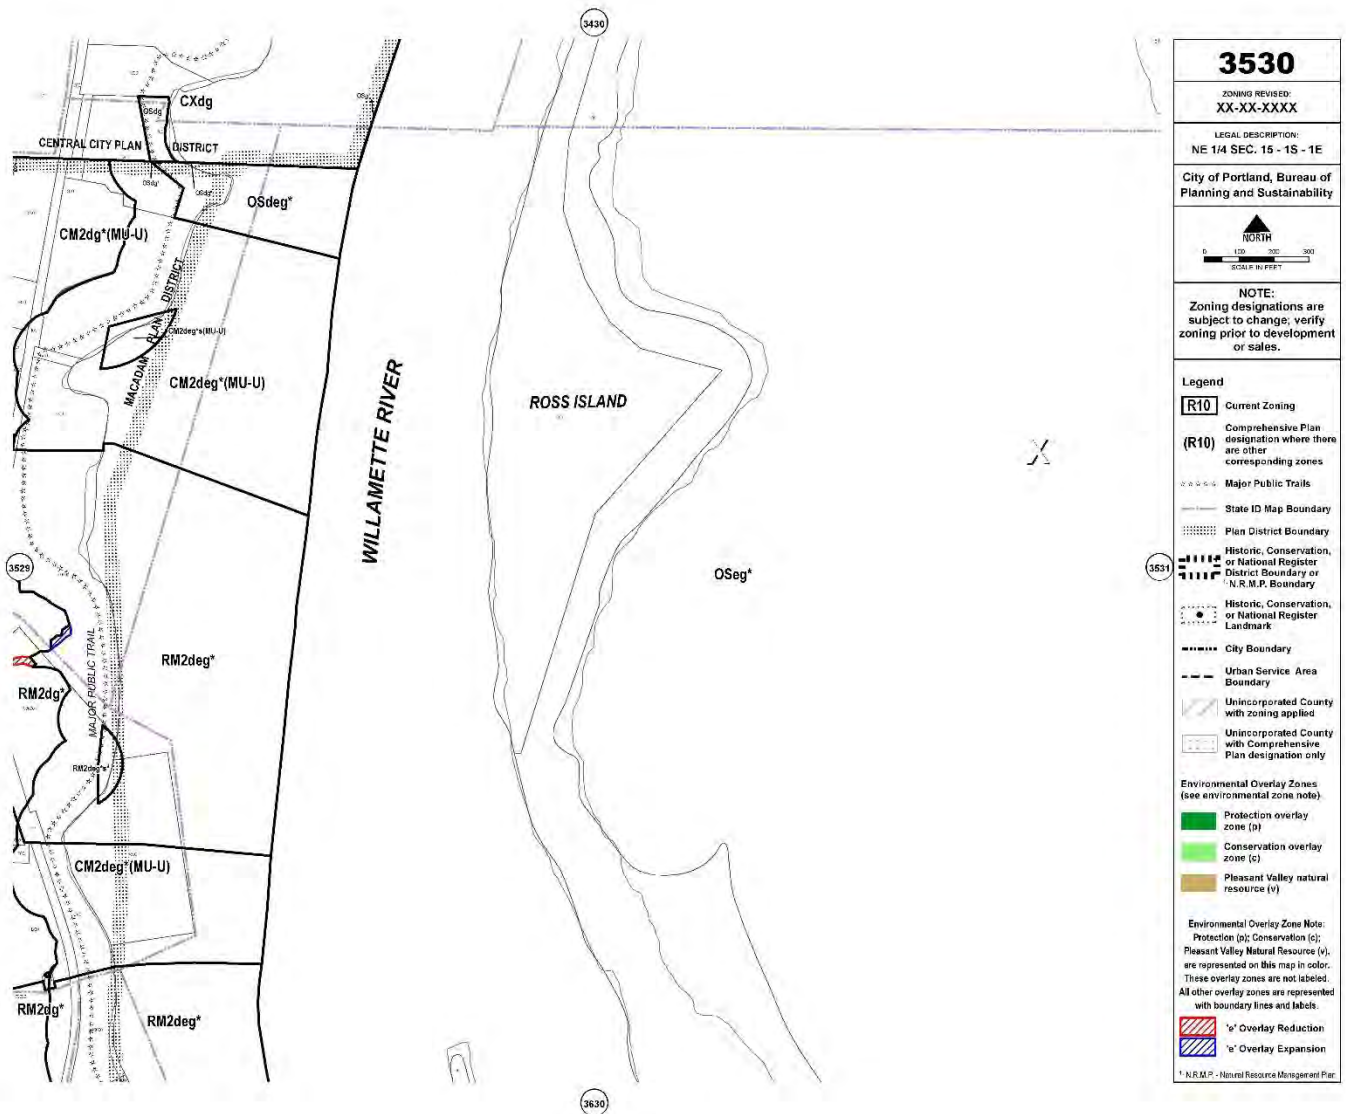 3430
CXdg
OSdg
CENTRAL CITY PLAN DISTRICT
OSdg*
OSdg*
OSdeg*
CM2dg*(MU-U)
MACADAM PLAN DISTRICT
CM2deg*s(MU-U)
CM2deg*(MU-U)
WILLAMETTE RIVER
ROSS ISLAND
3529
OSeg*
3531
MAJOR PUBLIC TRAIL
RM2deg*
RM2dg*
RM2deg*s*
CM2deg*(MU-U)
RM2dg*
RM2deg*
3630
3530
ZONING REVISED:
XX-XX-XXXX
LEGAL DESCRIPTION:
NE 1/4 SEC. 15 - 1S - 1E
City of Portland, Bureau of
Planning and Sustainability
NORTH
0 100 200 300
SCALE IN FEET
NOTE:
Zoning designations are
subject to change; verify
zoning prior to development
or sales.
Legend
R10 Current Zoning
(R10) Comprehensive Plan
designation where there
are other
corresponding zones
Major Public Trails
State ID Map Boundary
Plan District Boundary
Historic, Conservation,
or National Register
District Boundary or
¹N.R.M.P. Boundary
Historic, Conservation,
or National Register
Landmark
City Boundary
Urban Service Area
Boundary
Unincorporated County
with zoning applied
Unincorporated County
with Comprehensive
Plan designation only
Environmental Overlay Zones
(see environmental zone note)
Protection overlay
zone (p)
Conservation overlay
zone (c)
Pleasant Valley natural
resource (v)
Environmental Overlay Zone Note:
Protection (p); Conservation (c);
Pleasant Valley Natural Resource (v),
are represented on this map in color.
These overlay zones are not labeled.
All other overlay zones are represented
with boundary lines and labels.
'e' Overlay Reduction
'e' Overlay Expansion
¹ N.R.M.P. - Natural Resource Management Plan